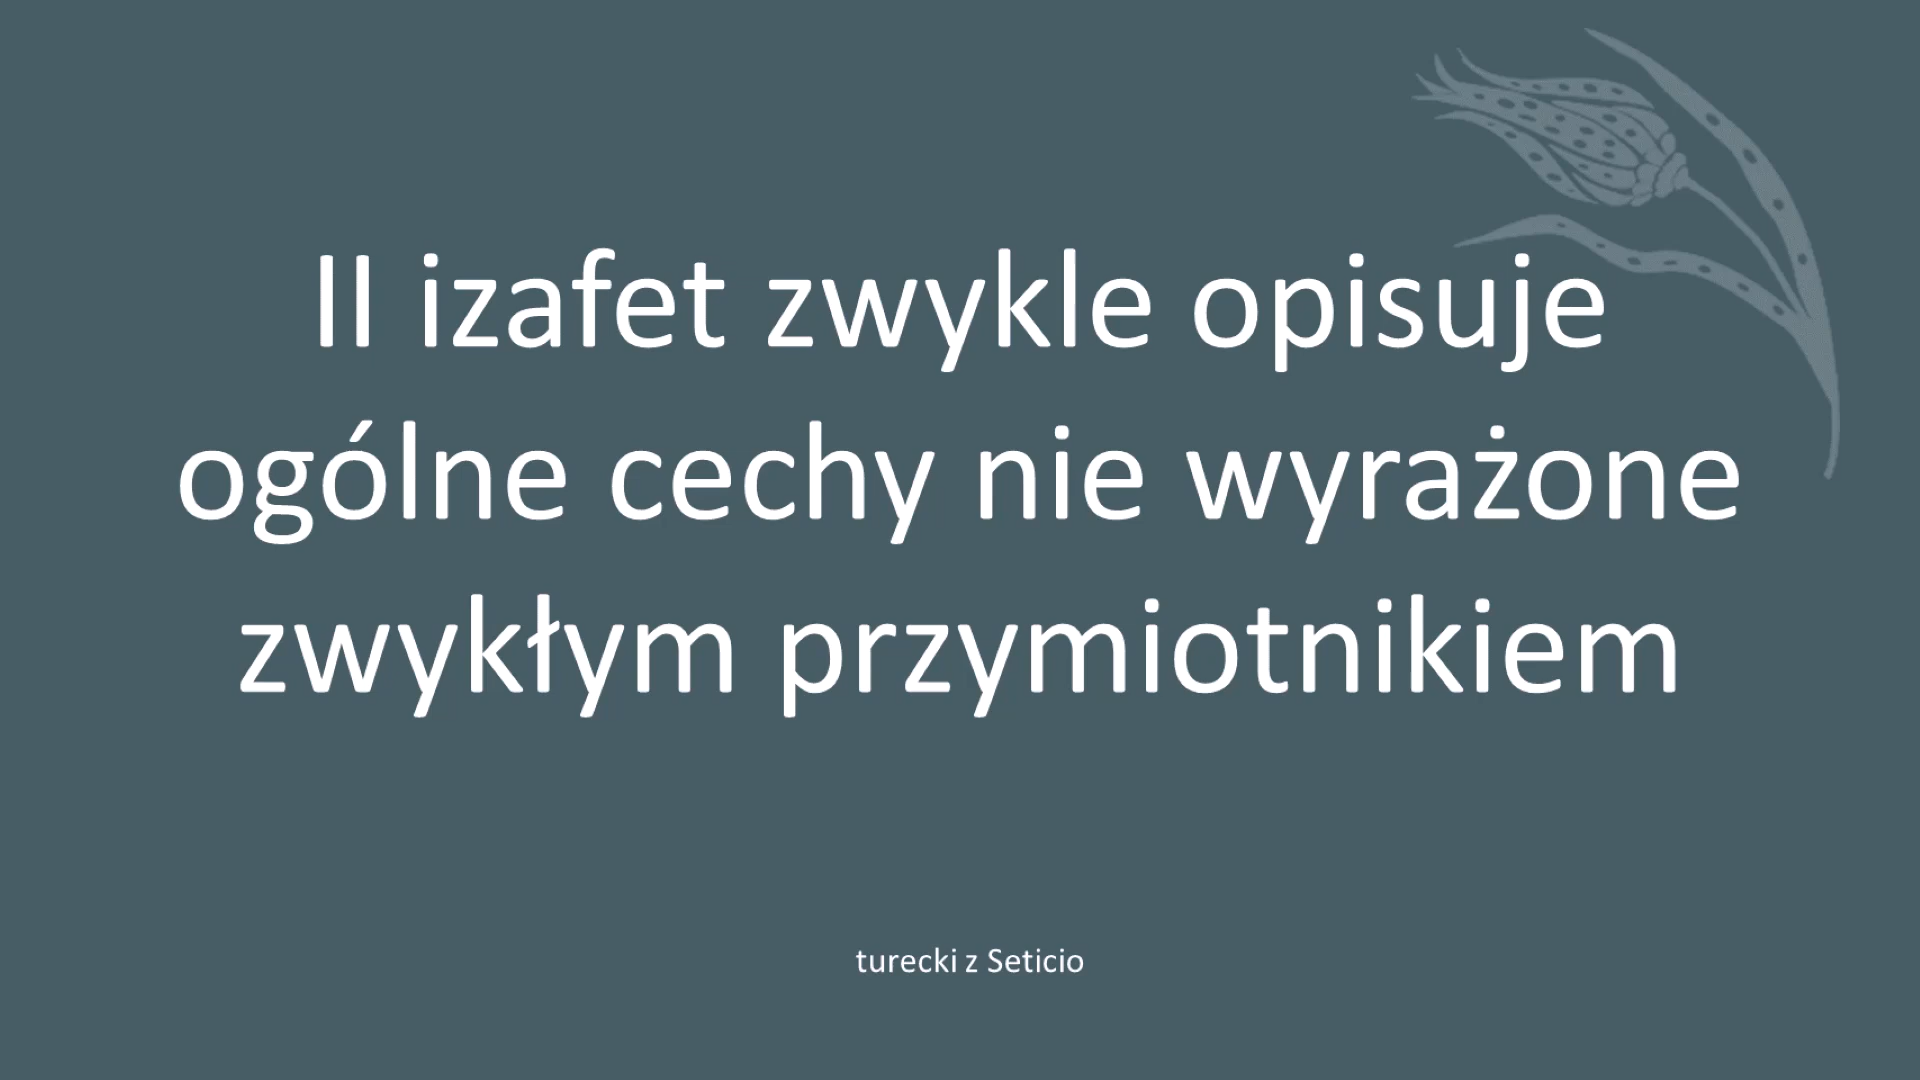 II izafet zwykle opisuje
ogólne cechy nie wyrażone
zwykłym przymiotnikiem
turecki z Seticio